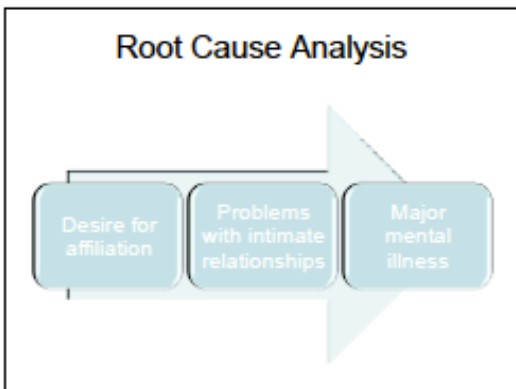 Root Cause Analysis
Desire for
affiliation
Problems
with intimate
relationships
Major
mental
illness